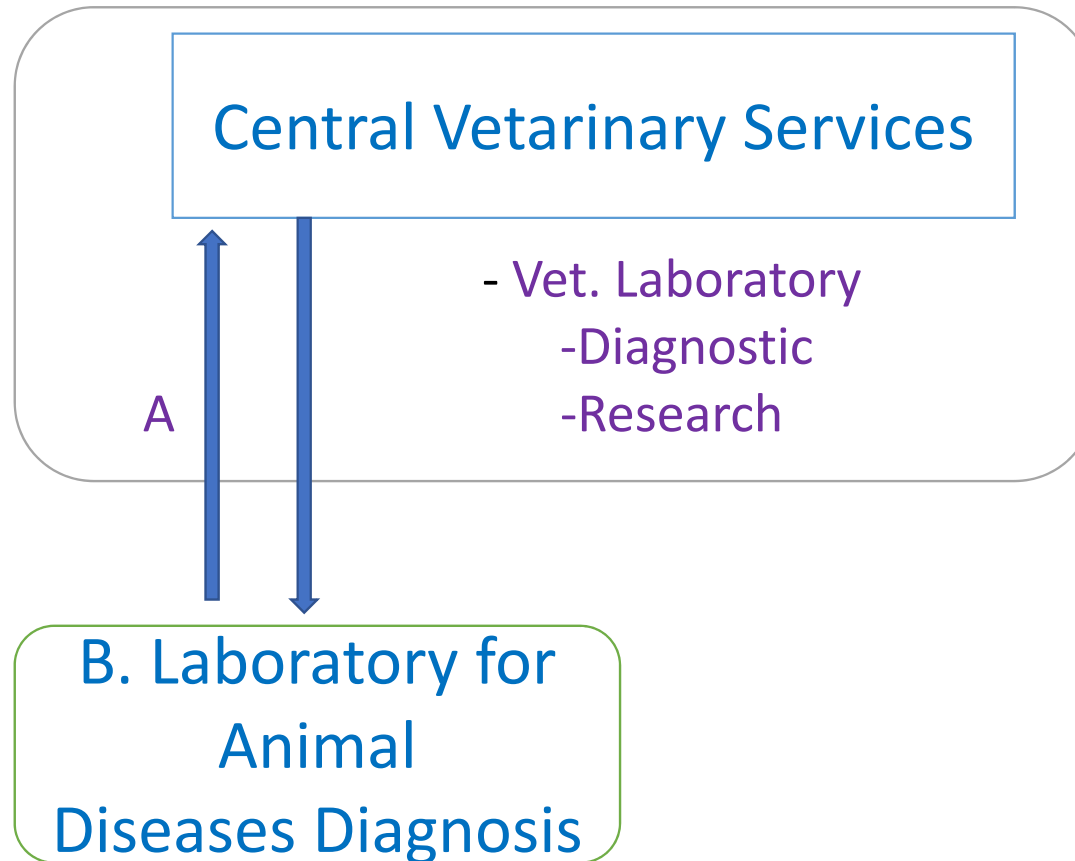 Central Vetarinary Services
- Vet. Laboratory
-Diagnostic
-Research
A
B. Laboratory for
Animal
Diseases Diagnosis